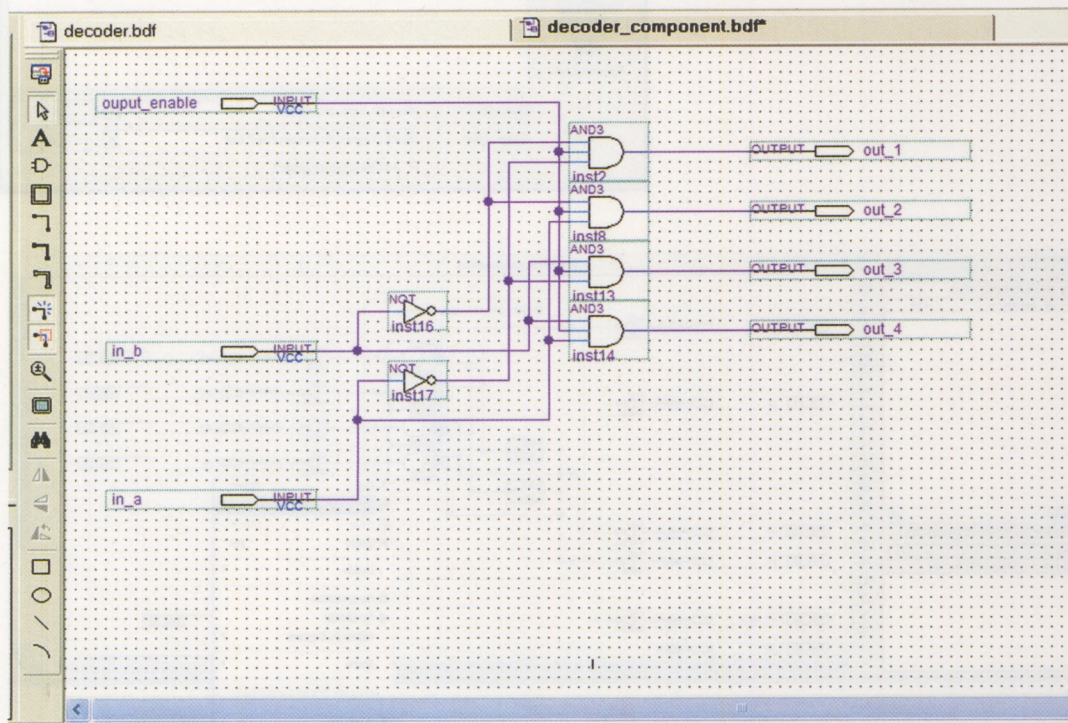 decoder.bdf
decoder_component.bdf*
ouput_enable
INPUT
VCC
AND3
inst2
OUTPUT
out_1
AND3
inst8
OUTPUT
out_2
AND3
inst13
OUTPUT
out_3
AND3
inst14
OUTPUT
out_4
NOT
inst16
in_b
INPUT
VCC
NOT
inst17
in_a
INPUT
VCC
A